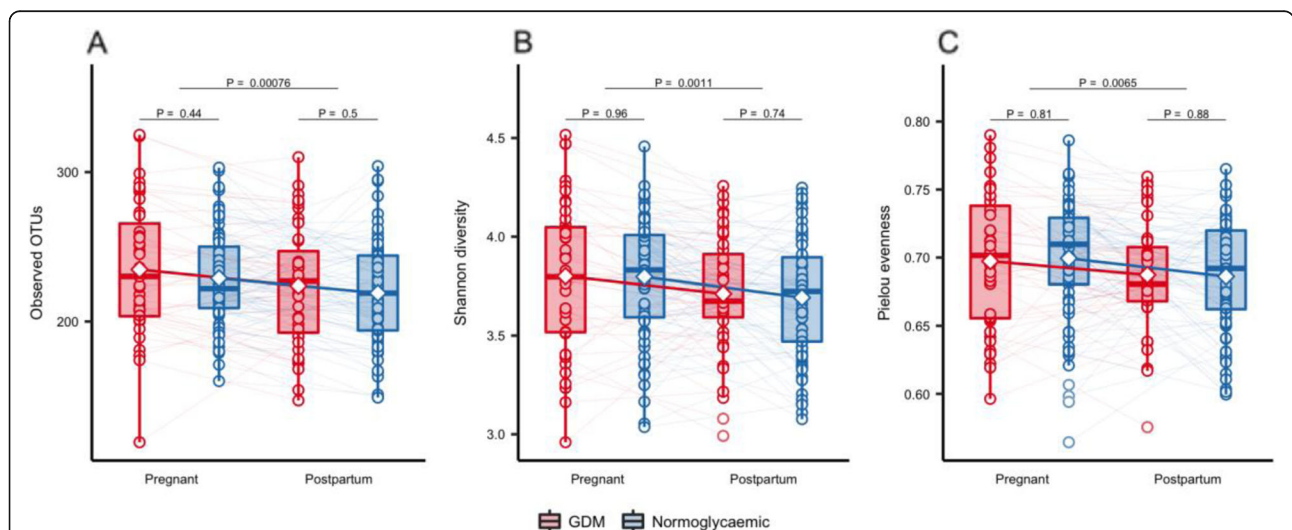 A
B
C
P = 0.00076
P = 0.44
P = 0.5
P = 0.0011
P = 0.96
P = 0.74
P = 0.0065
P = 0.81
P = 0.88
Observed OTUs
300
200
Shannon diversity
4.5
4.0
3.5
3.0
Pielou evenness
0.80
0.75
0.70
0.65
0.60
Pregnant
Postpartum
Pregnant
Postpartum
Pregnant
Postpartum
GDM
Normoglycaemic